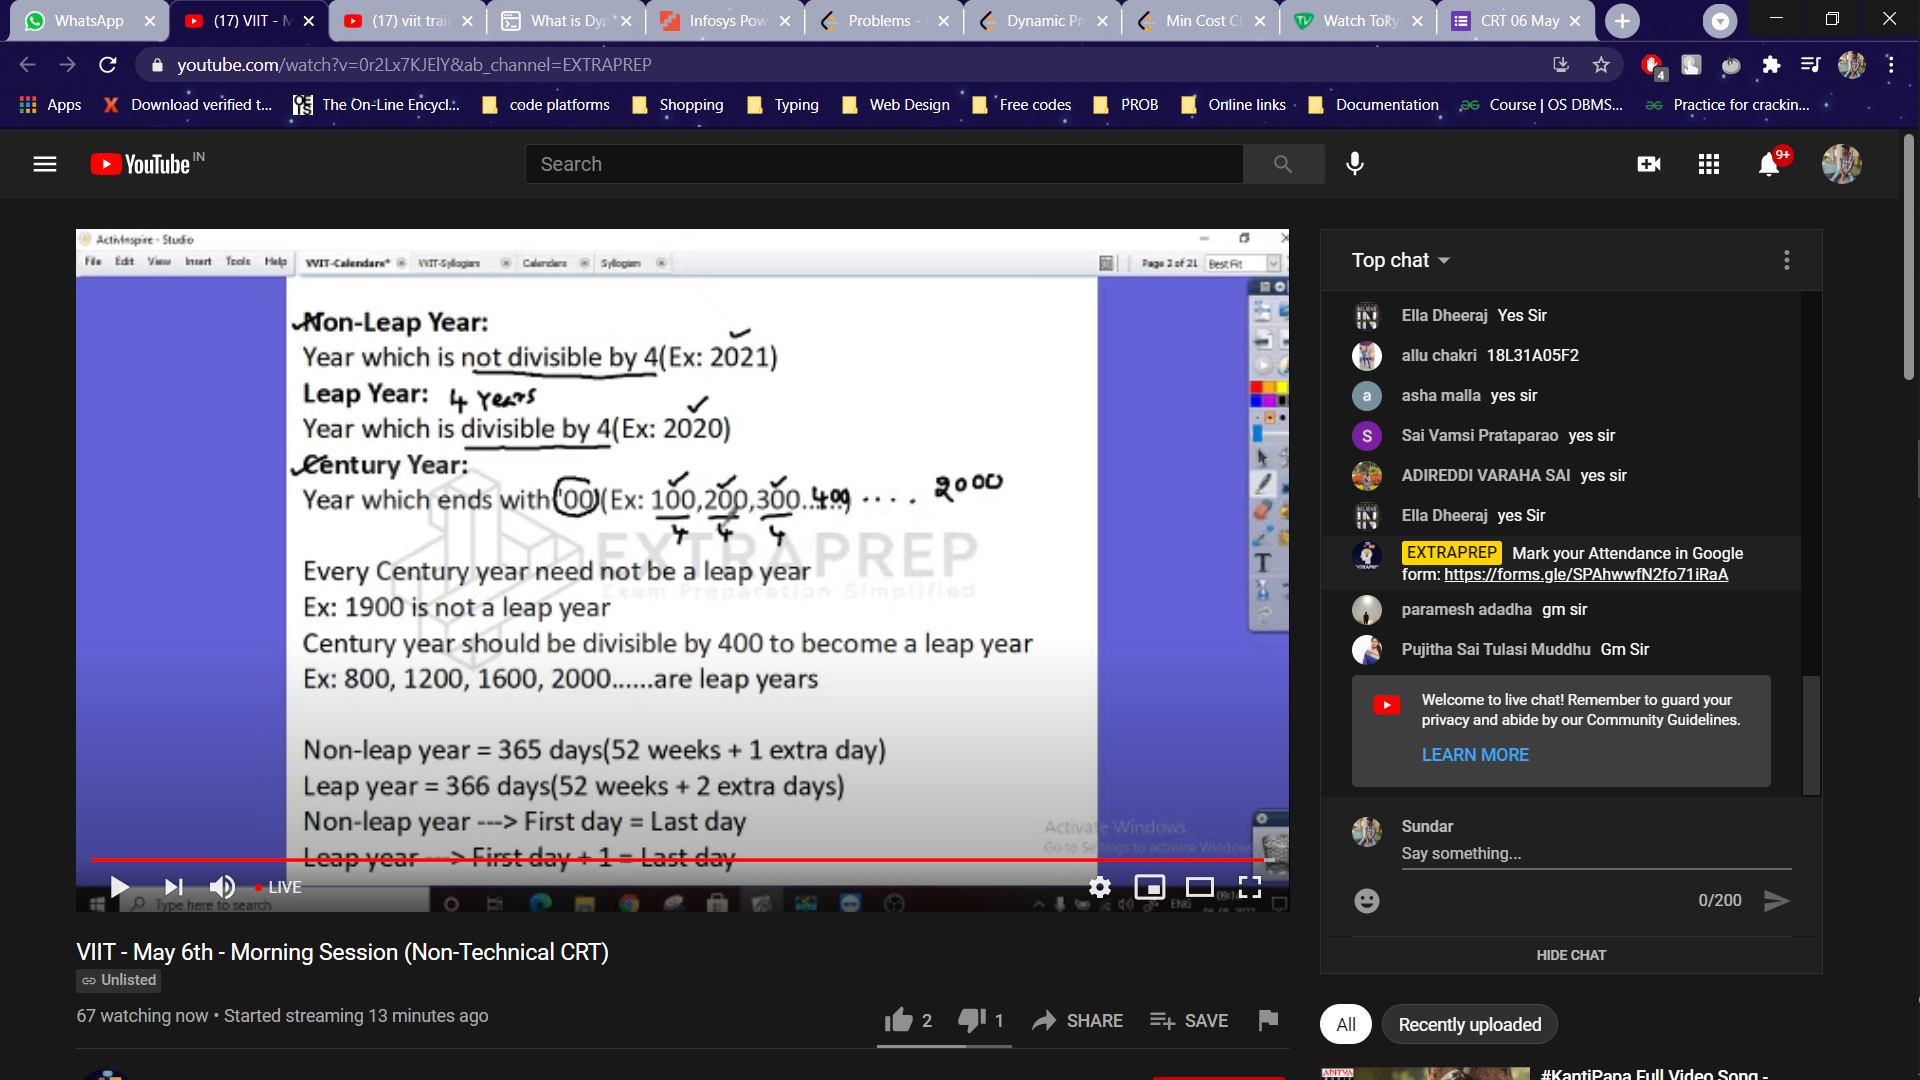 WhatsApp
(17) VIIT - M
(17) viit trai
What is Dy
Infosys Pow
Problems -
Dynamic Pr
Min Cost Cl
Watch Toky
CRT 06 May
youtube.com/watch?v=0r2Lx7KJElY&ab_channel=EXTRAPREP
4
Apps
Download verified t...
The On-Line Encycl...
code platforms
Shopping
Typing
Web Design
Free codes
PROB
Online links
Documentation
Course | OS DBMS...
Practice for crackin...
YouTube IN
Search
9+
ActivInspire - Studio
File Edit View Insert Tools Help
VVIT-Calendars* VVIT-Syllogism Calendars Syllogism
Page 2 of 21 Best Fit
Non-Leap Year:
Year which is not divisible by 4(Ex: 2021)
Leap Year: 4 Years
Year which is divisible by 4(Ex: 2020)
Century Year:
Year which ends with '00'(Ex: 100,200,300......) 400 .... 2000
4 4 4
EXTRAPREP
Exam Preparation Simplified
Every Century year need not be a leap year
Ex: 1900 is not a leap year
Century year should be divisible by 400 to become a leap year
Ex: 800, 1200, 1600, 2000......are leap years
Non-leap year = 365 days(52 weeks + 1 extra day)
Leap year = 366 days(52 weeks + 2 extra days)
Non-leap year ---> First day = Last day
Leap year ---> First day + 1 = Last day
Activate Windows
Go to Settings to activate Windows
LIVE
Type here to search
ENG
VIIT - May 6th - Morning Session (Non-Technical CRT)
Unlisted
67 watching now • Started streaming 13 minutes ago
2
1
SHARE
SAVE
Top chat
Ella Dheeraj Yes Sir
allu chakri 18L31A05F2
asha malla yes sir
Sai Vamsi Prataparao yes sir
ADIREDDI VARAHA SAI yes sir
Ella Dheeraj yes Sir
EXTRAPREP Mark your Attendance in Google
form: https://forms.gle/SPAhwwfN2fo71iRaA
paramesh adadha gm sir
Pujitha Sai Tulasi Muddhu Gm Sir
Welcome to live chat! Remember to guard your
privacy and abide by our Community Guidelines.
LEARN MORE
Sundar
Say something...
0/200
HIDE CHAT
All
Recently uploaded
ADITYA
#KantiPapa Full Video Song -